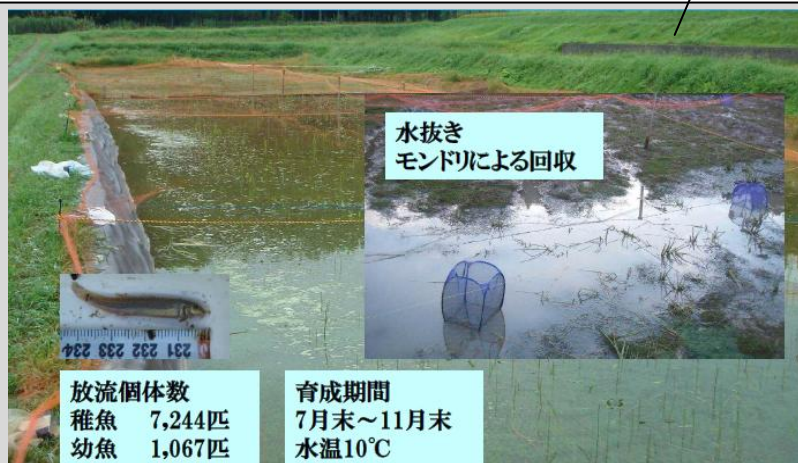 水抜き
モンドリによる回収
234 233 232 231
放流個体数
稚魚 7,244匹
幼魚 1,067匹
育成期間
7月末～11月末
水温10℃